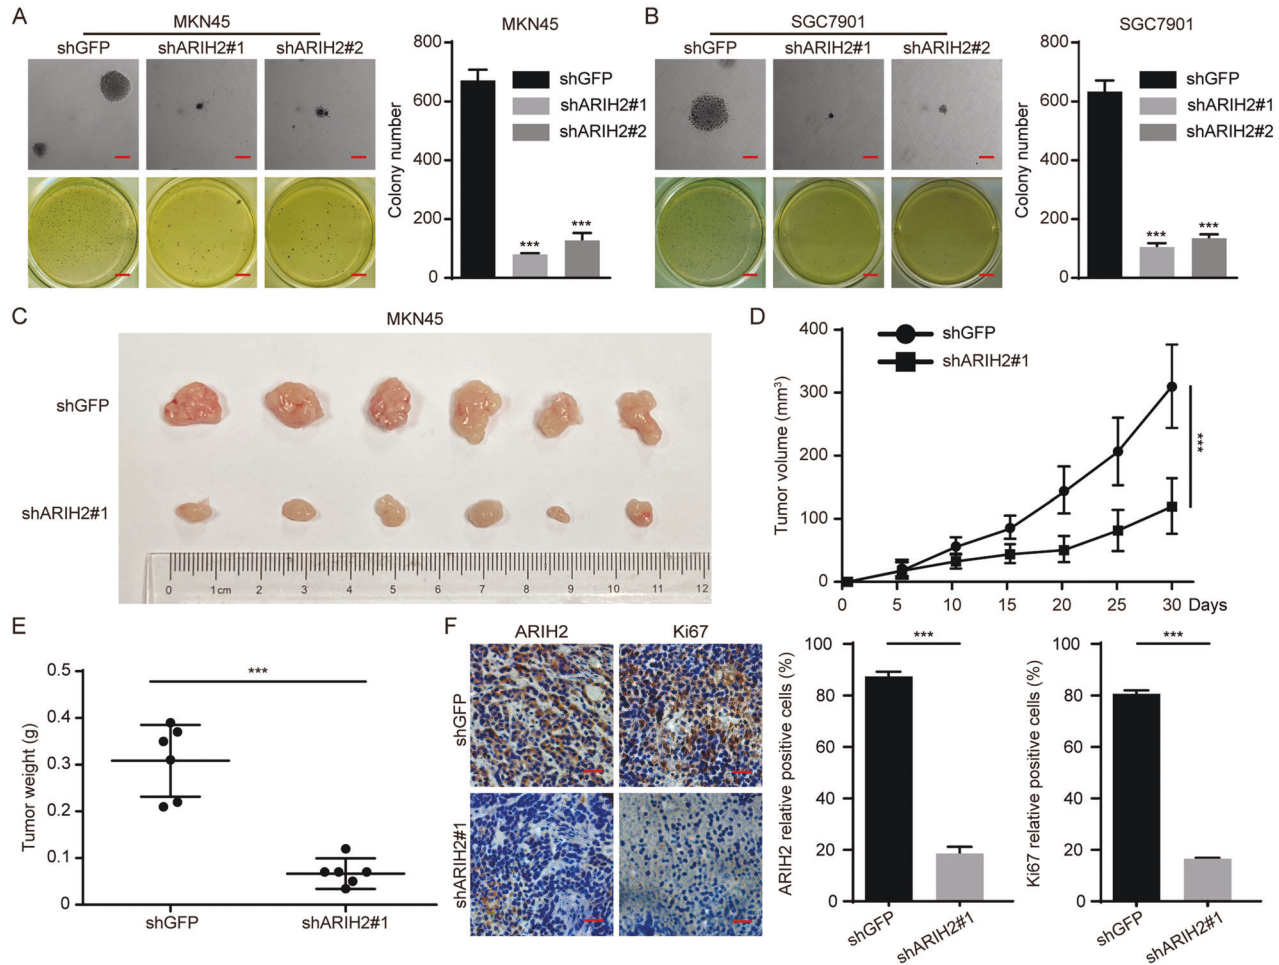 A
MKN45
shGFP shARIH2#1 shARIH2#2
MKN45
800
600
400
200
0
Colony number
shGFP
shARIH2#1
shARIH2#2
***
***
B
SGC7901
shGFP shARIH2#1 shARIH2#2
SGC7901
800
600
400
200
0
Colony number
shGFP
shARIH2#1
shARIH2#2
***
***
C
MKN45
shGFP
shARIH2#1
0 1cm 2 3 4 5 6 7 8 9 10 11 12
D
400
300
200
100
0
Tumor volume (mm³)
shGFP
shARIH2#1
***
0 5 10 15 20 25 30 Days
E
0.5
0.4
0.3
0.2
0.1
0
Tumor weight (g)
***
shGFP shARIH2#1
F
ARIH2 Ki67
shGFP
shARIH2#1
100
80
60
40
20
0
ARIH2 relative positive cells (%)
***
shGFP shARIH2#1
100
80
60
40
20
0
Ki67 relative positive cells (%)
***
shGFP shARIH2#1